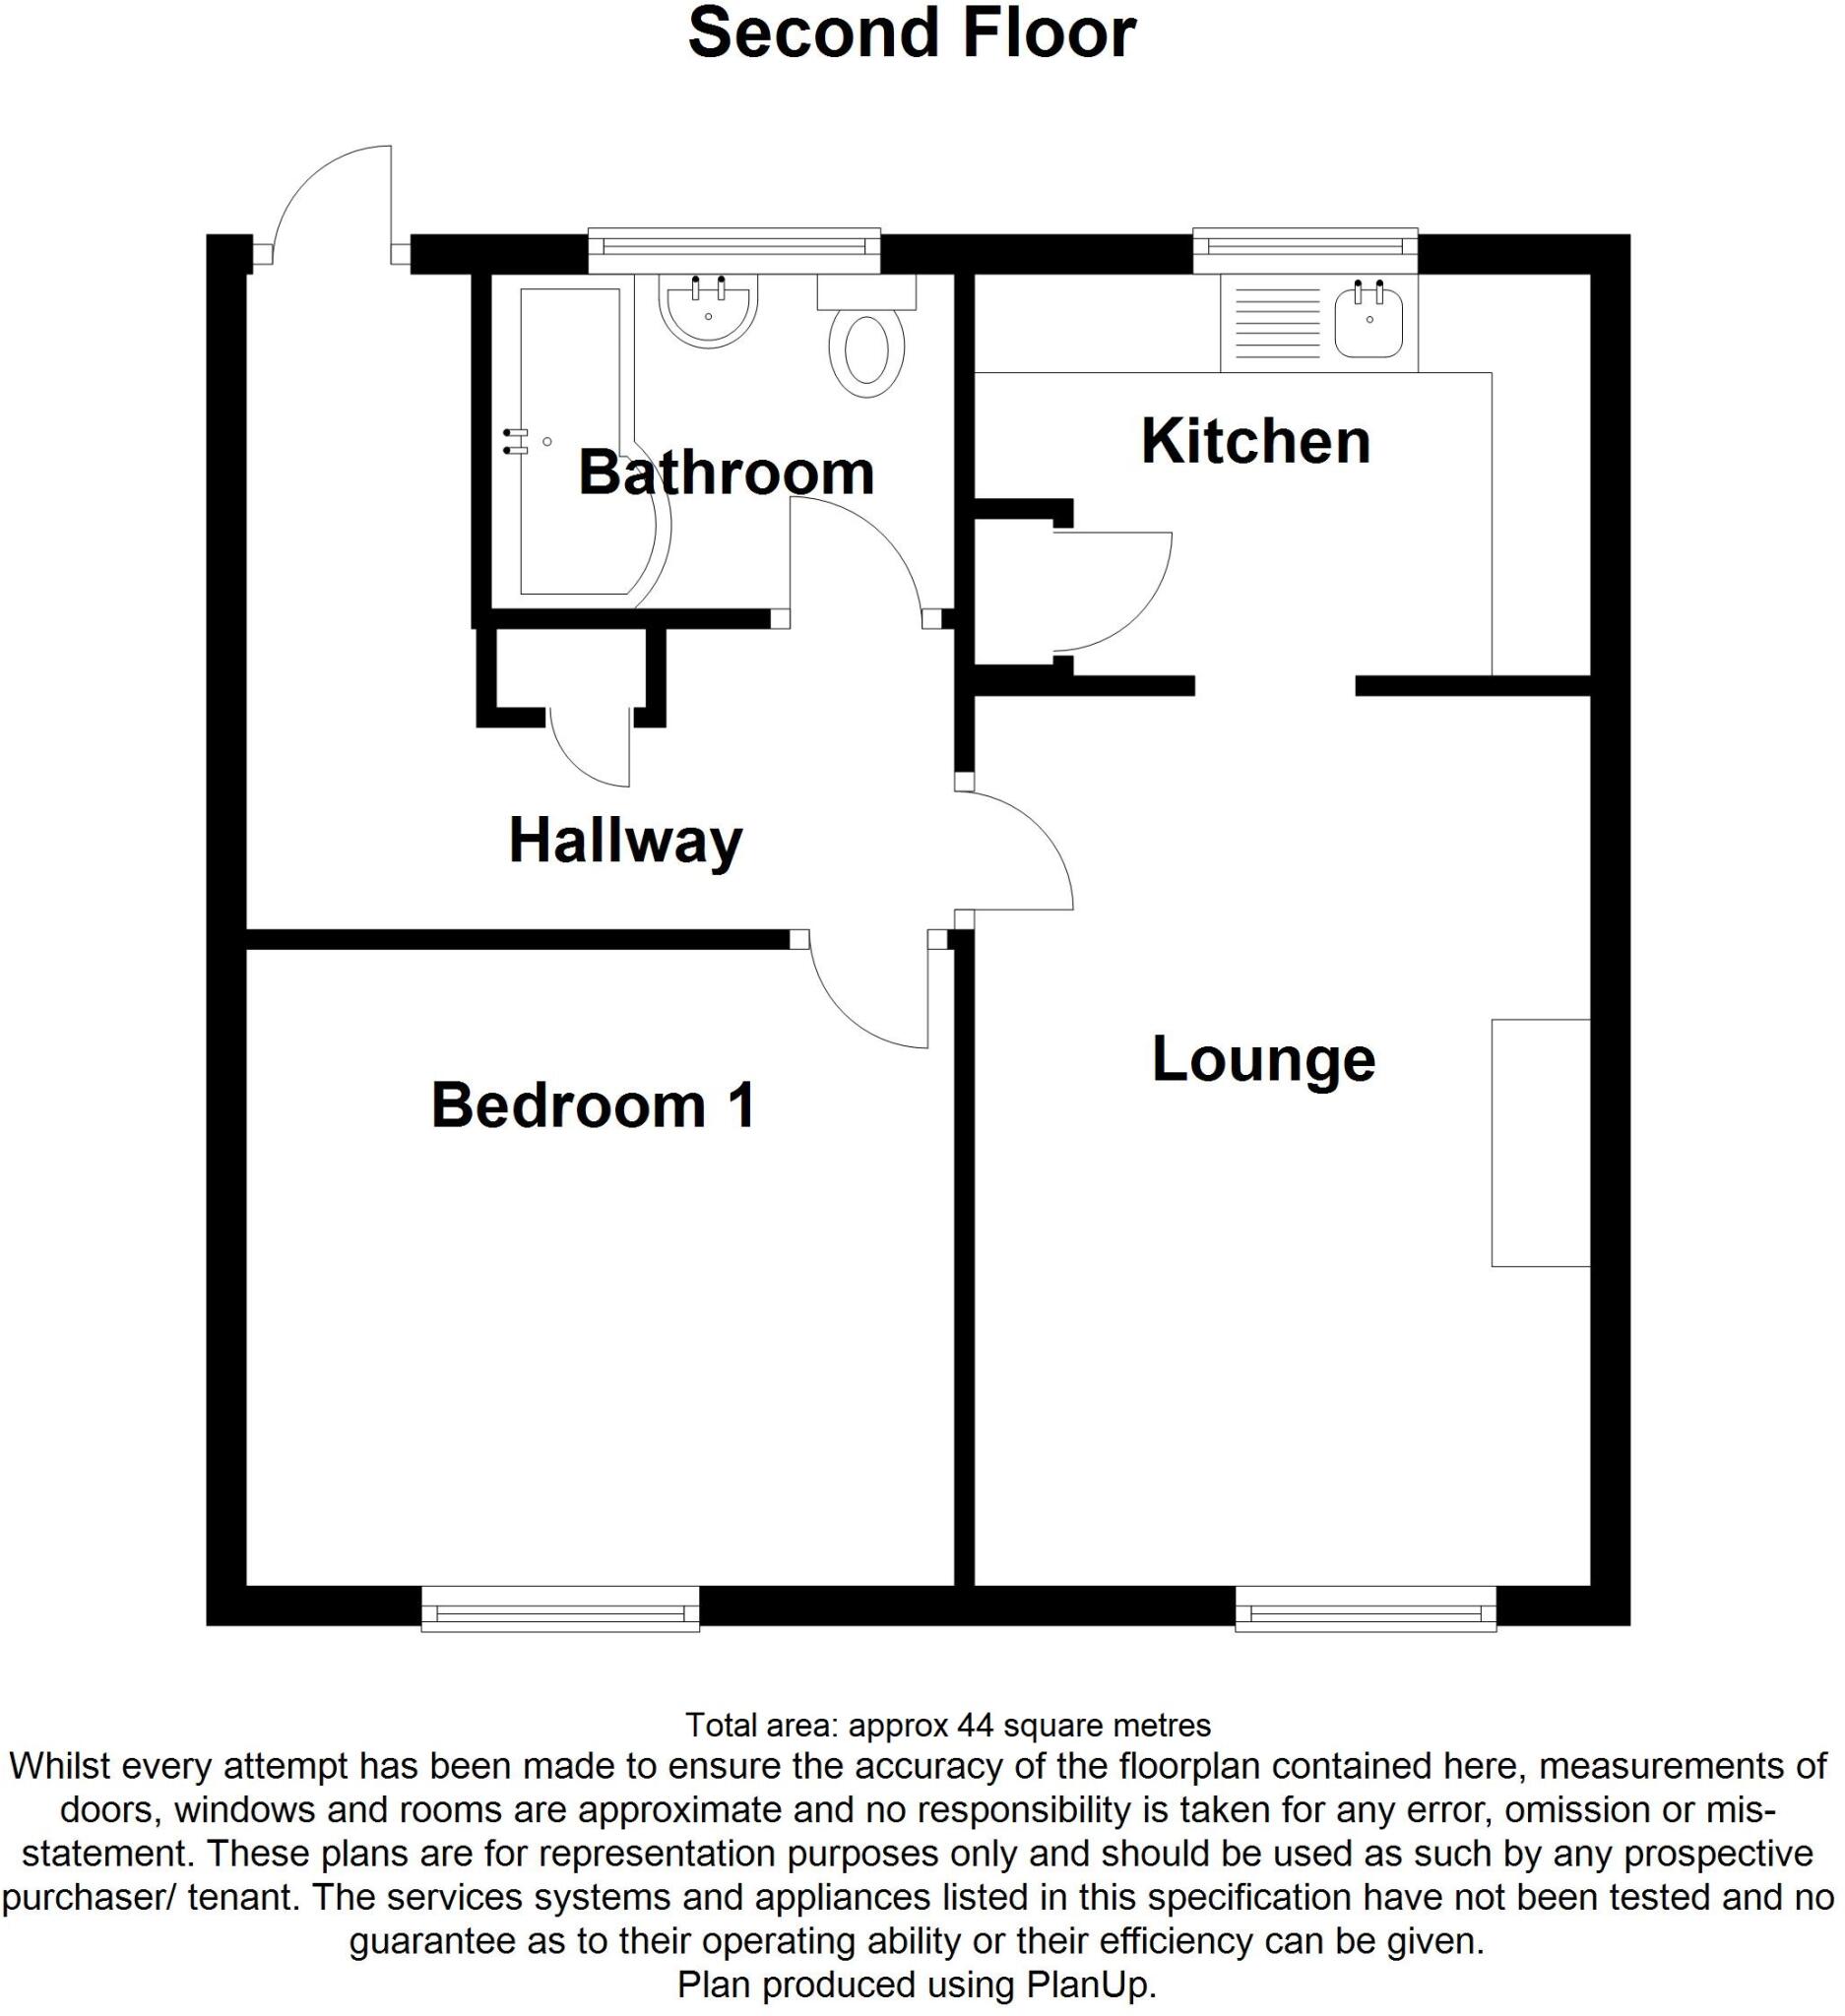 Second Floor
Kitchen
Bathroom
Hallway
Lounge
Bedroom 1
Total area: approx 44 square metres
Whilst every attempt has been made to ensure the accuracy of the floorplan contained here, measurements of
doors, windows and rooms are approximate and no responsibility is taken for any error, omission or mis-
statement. These plans are for representation purposes only and should be used as such by any prospective
purchaser/ tenant. The services systems and appliances listed in this specification have not been tested and no
guarantee as to their operating ability or their efficiency can be given.
Plan produced using PlanUp.